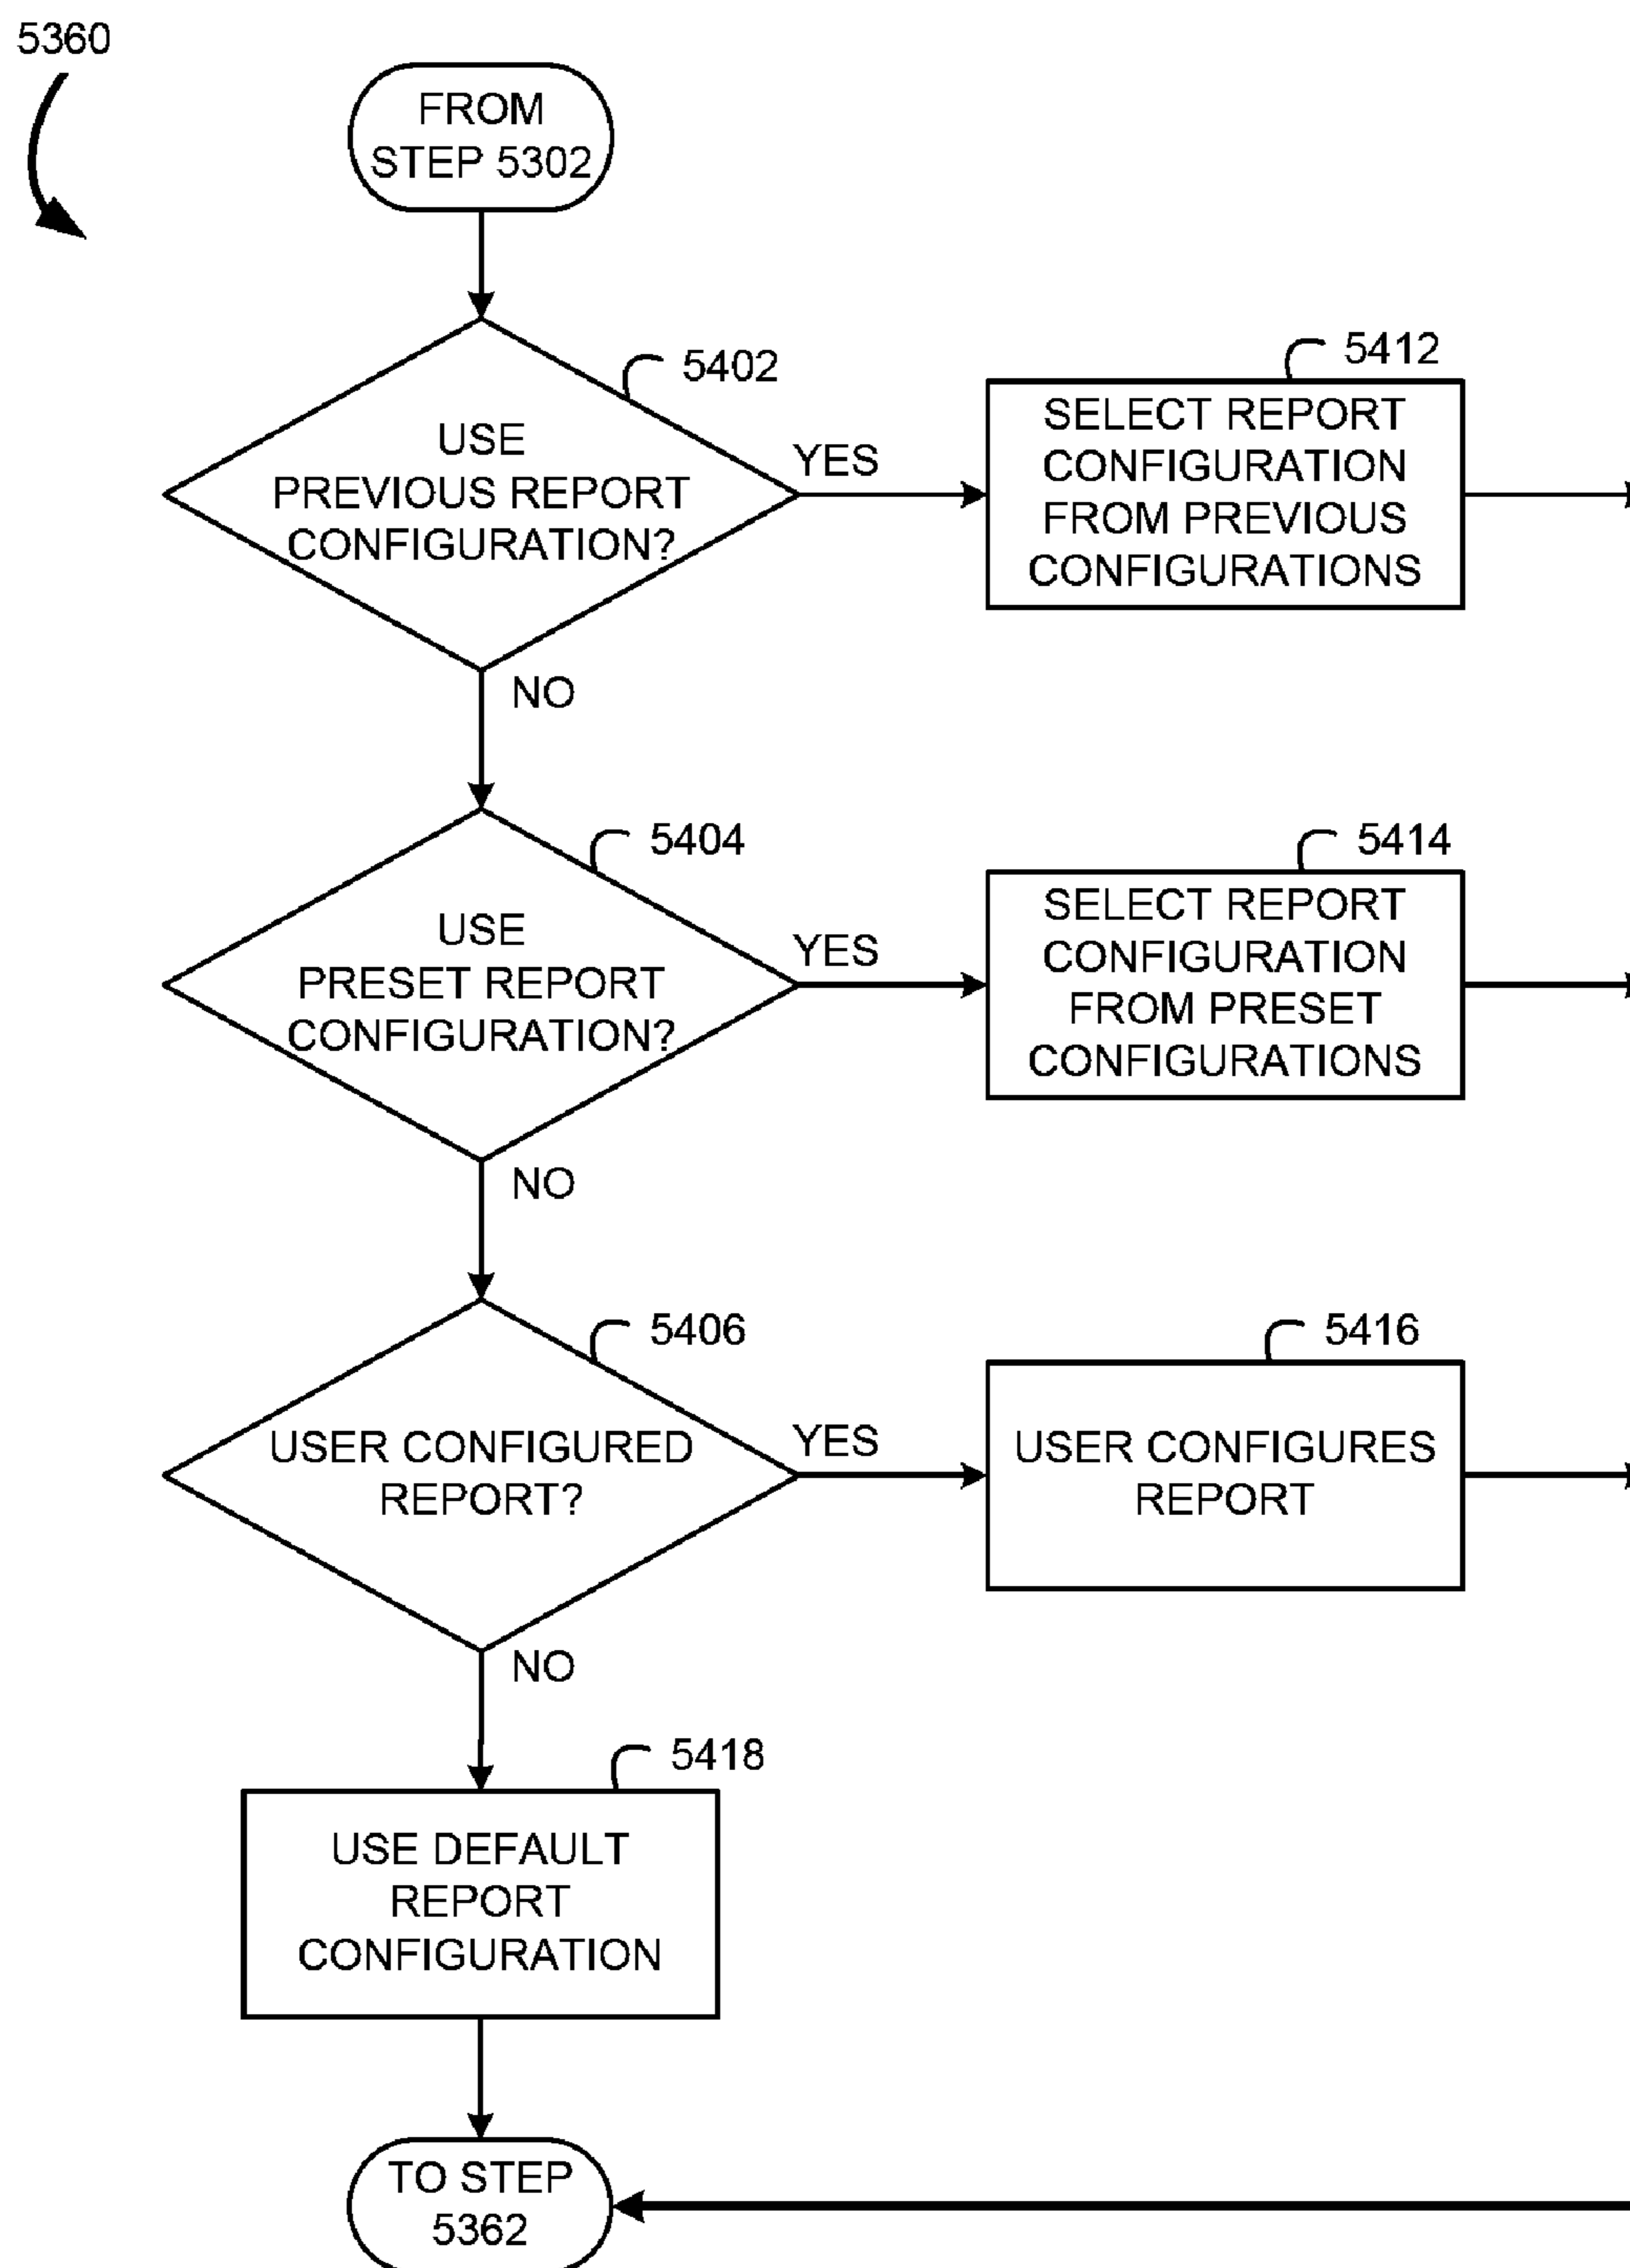 5360
FROM
STEP 5302
5402
USE
PREVIOUS REPORT
CONFIGURATION?
YES
5412
SELECT REPORT
CONFIGURATION
FROM PREVIOUS
CONFIGURATIONS
NO
5404
USE
PRESET REPORT
CONFIGURATION?
YES
5414
SELECT REPORT
CONFIGURATION
FROM PRESET
CONFIGURATIONS
NO
5406
USER CONFIGURED
REPORT?
YES
5416
USER CONFIGURES
REPORT
NO
5418
USE DEFAULT
REPORT
CONFIGURATION
TO STEP
5362